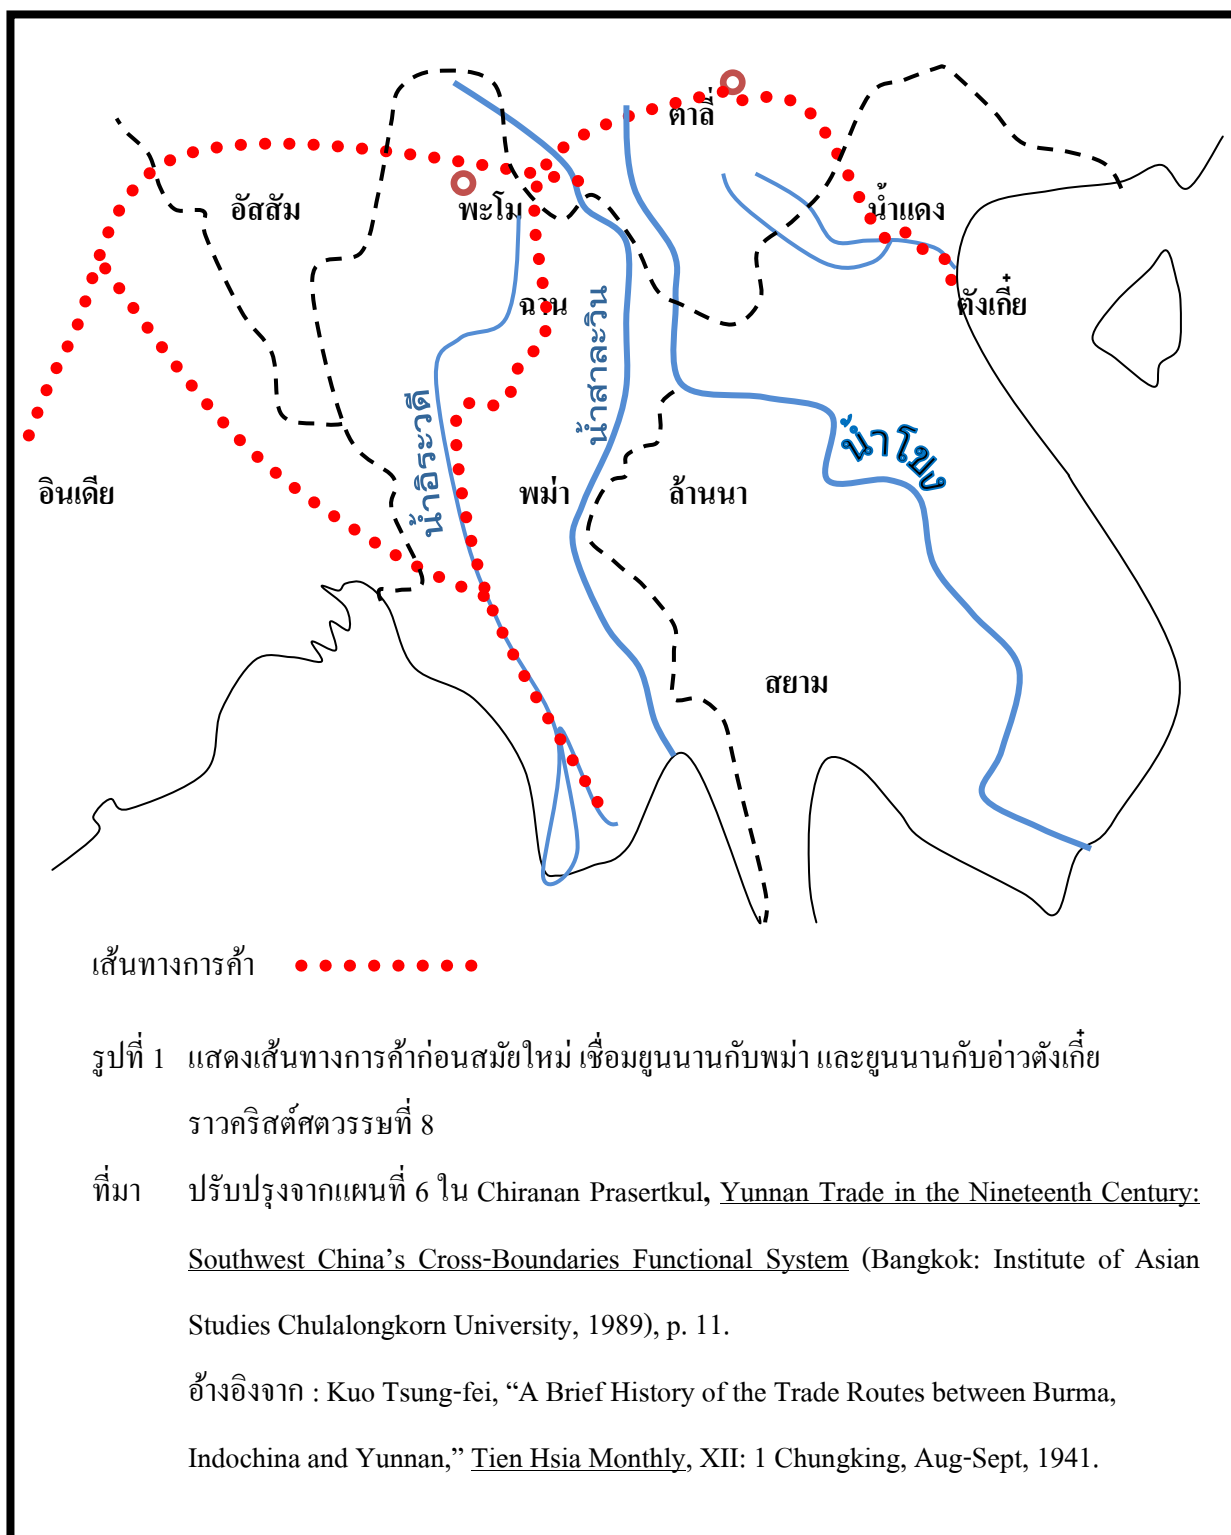 ตาลี่
อัสสัม
พะโม
น้ำแดง
ฉาน
ตังเกี๋ย
น้ำสาละวิน
น้ำอิระวดี
น้ำโขง
อินเดีย
พม่า
ล้านนา
สยาม
เส้นทางการค้า
รูปที่ 1 แสดงเส้นทางการค้าก่อนสมัยใหม่ เชื่อมยูนนานกับพม่า และยูนนานกับอ่าวตังเกี๋ย
ราวคริสต์ศตวรรษที่ 8
ที่มา ปรับปรุงจากแผนที่ 6 ใน Chiranan Prasertkul, Yunnan Trade in the Nineteenth Century:
Southwest China’s Cross-Boundaries Functional System (Bangkok: Institute of Asian
Studies Chulalongkorn University, 1989), p. 11.
อ้างอิงจาก : Kuo Tsung-fei, “A Brief History of the Trade Routes between Burma,
Indochina and Yunnan,” Tien Hsia Monthly, XII: 1 Chungking, Aug-Sept, 1941.